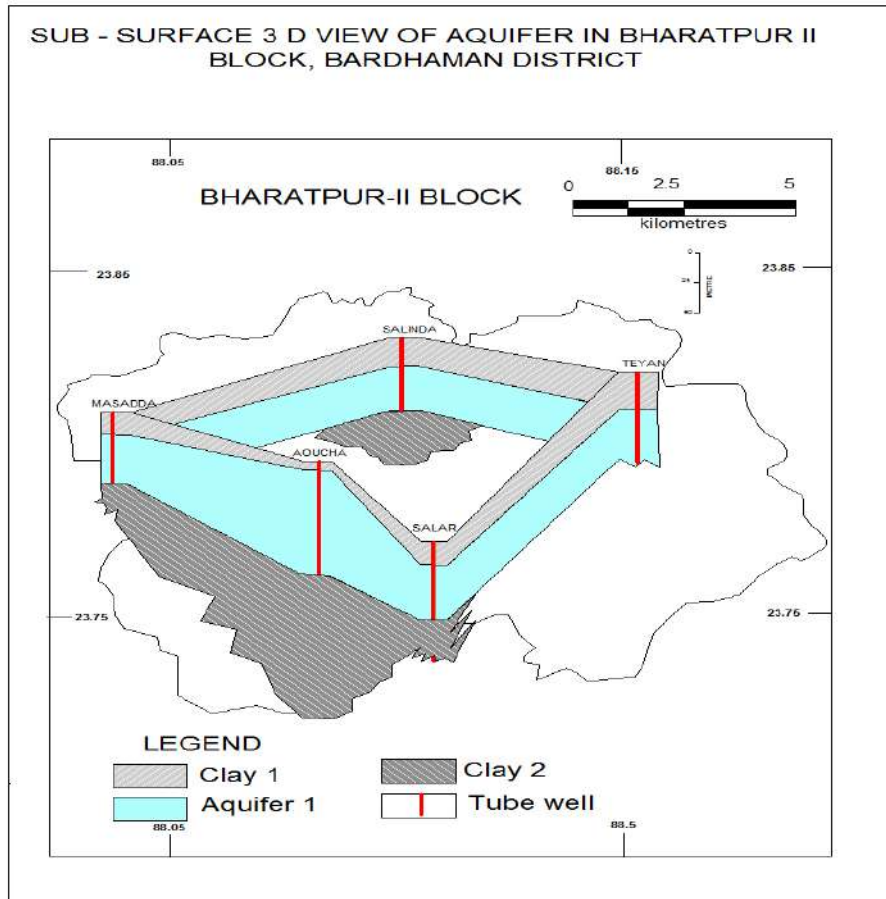 SUB - SURFACE 3 D VIEW OF AQUIFER IN BHARATPUR II
BLOCK, BARDHAMAN DISTRICT
88.05
88.15
BHARATPUR-II BLOCK
0 2.5 5
kilometres
0
METRE
23.85
23.85
SALINDA
TEYAN
MASADDA
AOUCHA
SALAR
23.75
23.75
LEGEND
Clay 1
Clay 2
Aquifer 1
Tube well
88.05
88.5